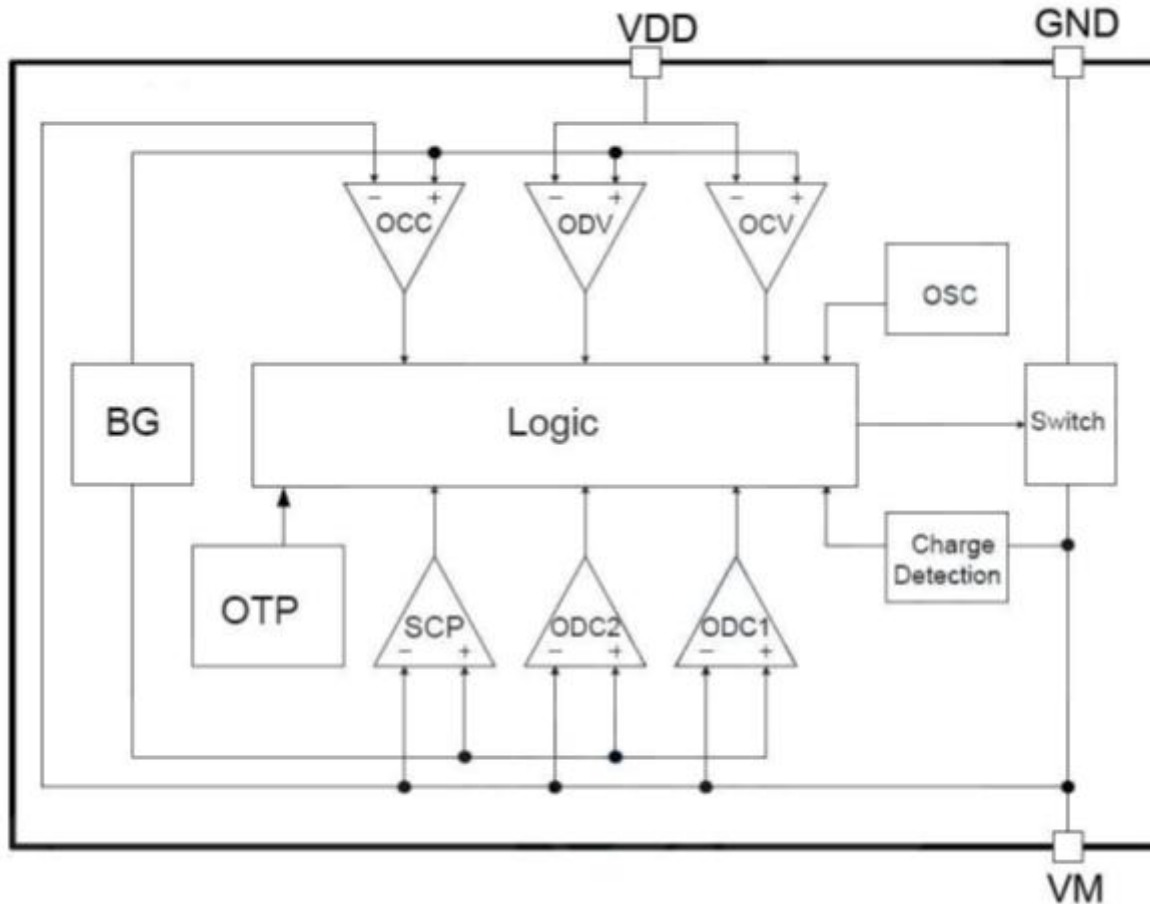 VDD
GND
- +
OCC
- +
ODV
- +
OCV
OSC
BG
Logic
Switch
OTP
SCP
- +
ODC2
- +
ODC1
- +
Charge
Detection
VM